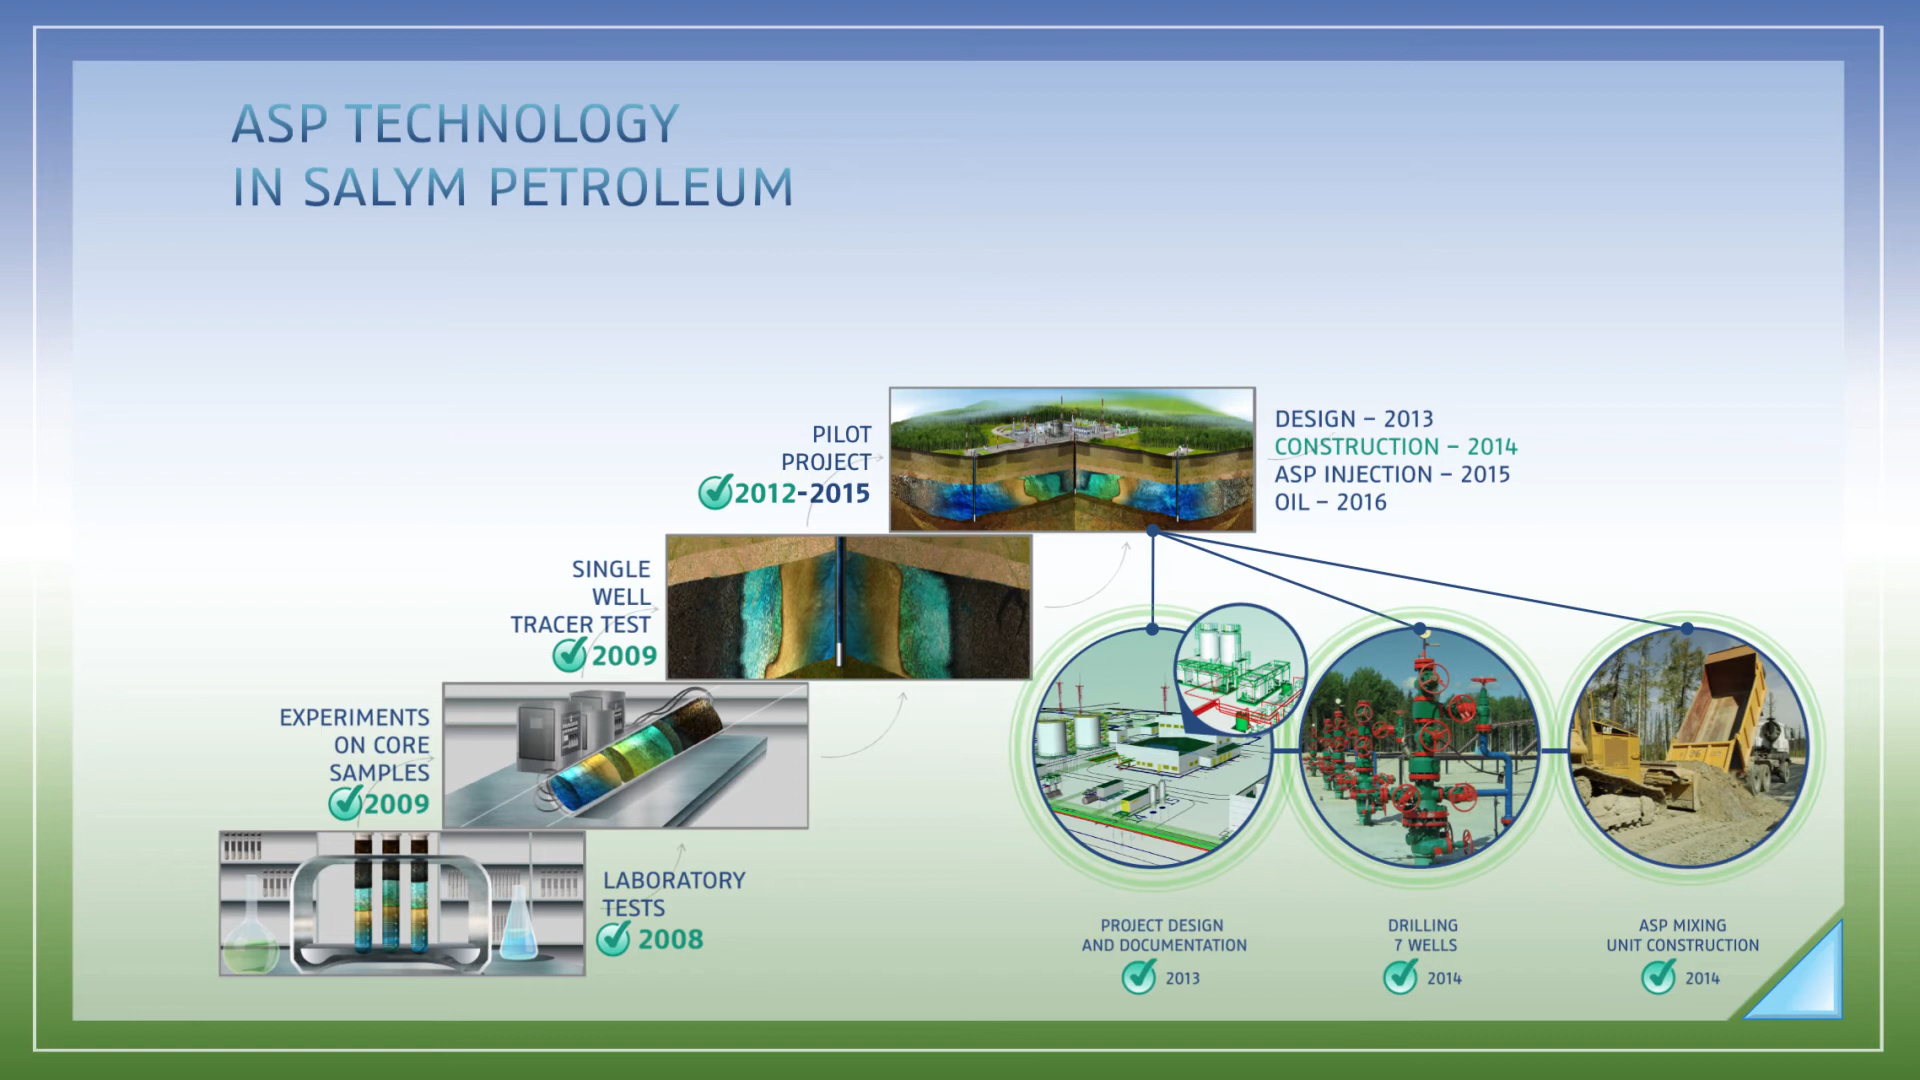 ASP TECHNOLOGY
IN SALYM PETROLEUM
PILOT
PROJECT
2012-2015
DESIGN – 2013
CONSTRUCTION – 2014
ASP INJECTION – 2015
OIL – 2016
SINGLE
WELL
TRACER TEST
2009
EXPERIMENTS
ON CORE
SAMPLES
2009
LABORATORY
TESTS
2008
PROJECT DESIGN
AND DOCUMENTATION
2013
DRILLING
7 WELLS
2014
ASP MIXING
UNIT CONSTRUCTION
2014